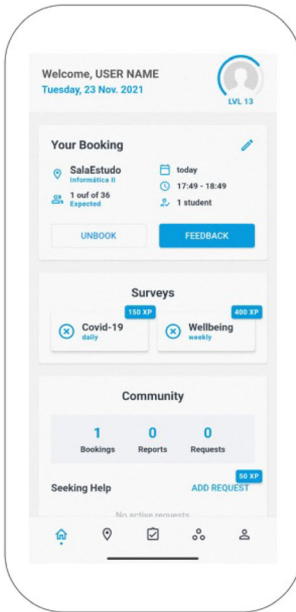 Welcome, USER NAME
Tuesday, 23 Nov. 2021
LVL 13
Your Booking
SalaEstudo
Informática II
1 ouf of 36
Expected
today
17:49 - 18:49
1 student
UNBOOK
FEEDBACK
Surveys
150 XP
Covid-19
daily
400 XP
Wellbeing
weekly
Community
1
Bookings
0
Reports
0
Requests
50 XP
Seeking Help
ADD REQUEST
No active requests